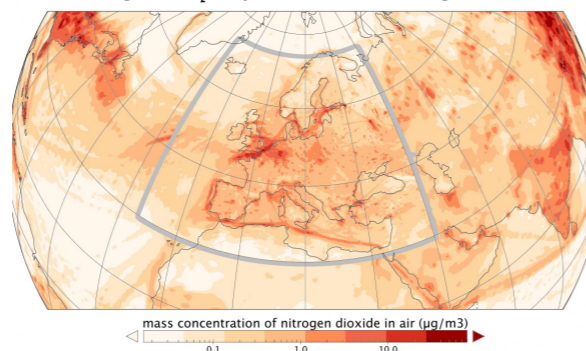 mass concentration of nitrogen dioxide in air (µg/m3)
0.1 1.0 10.0